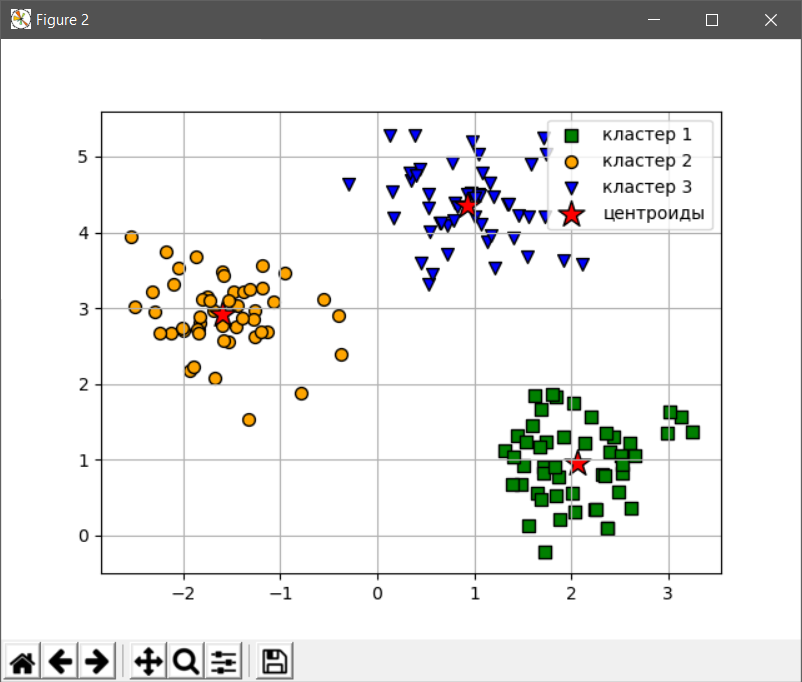 Figure 2
кластер 1
кластер 2
кластер 3
центроиды
5
4
3
2
1
0
−2 −1 0 1 2 3